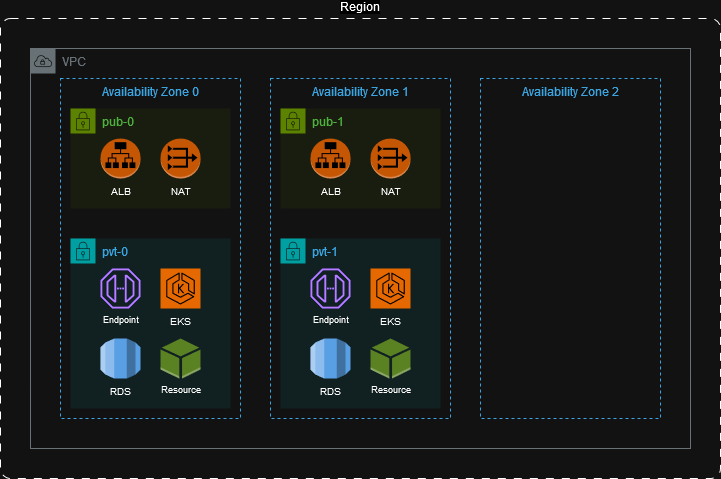 Region
VPC
Availability Zone 0
Availability Zone 1
Availability Zone 2
pub-0
pub-1
ALB
NAT
ALB
NAT
pvt-0
pvt-1
Endpoint
EKS
Endpoint
EKS
RDS
Resource
RDS
Resource